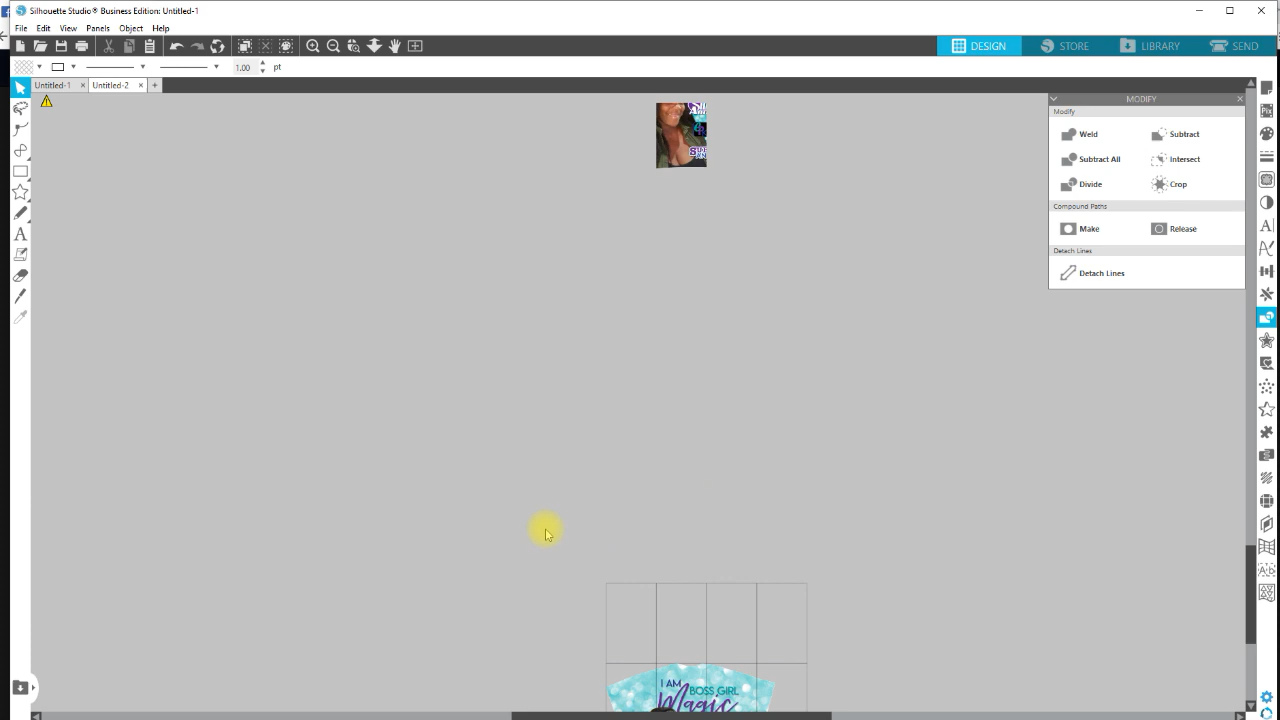 Silhouette Studio® Business Edition: Untitled-1
File Edit View Panels Object Help
DESIGN STORE LIBRARY SEND
1.00 pt
Untitled-1 × Untitled-2 × +
MODIFY
Modify
Weld Subtract
Subtract All Intersect
Divide Crop
Compound Paths
Make Release
Detach Lines
Detach Lines
I AM BOSS GIRL
Magic